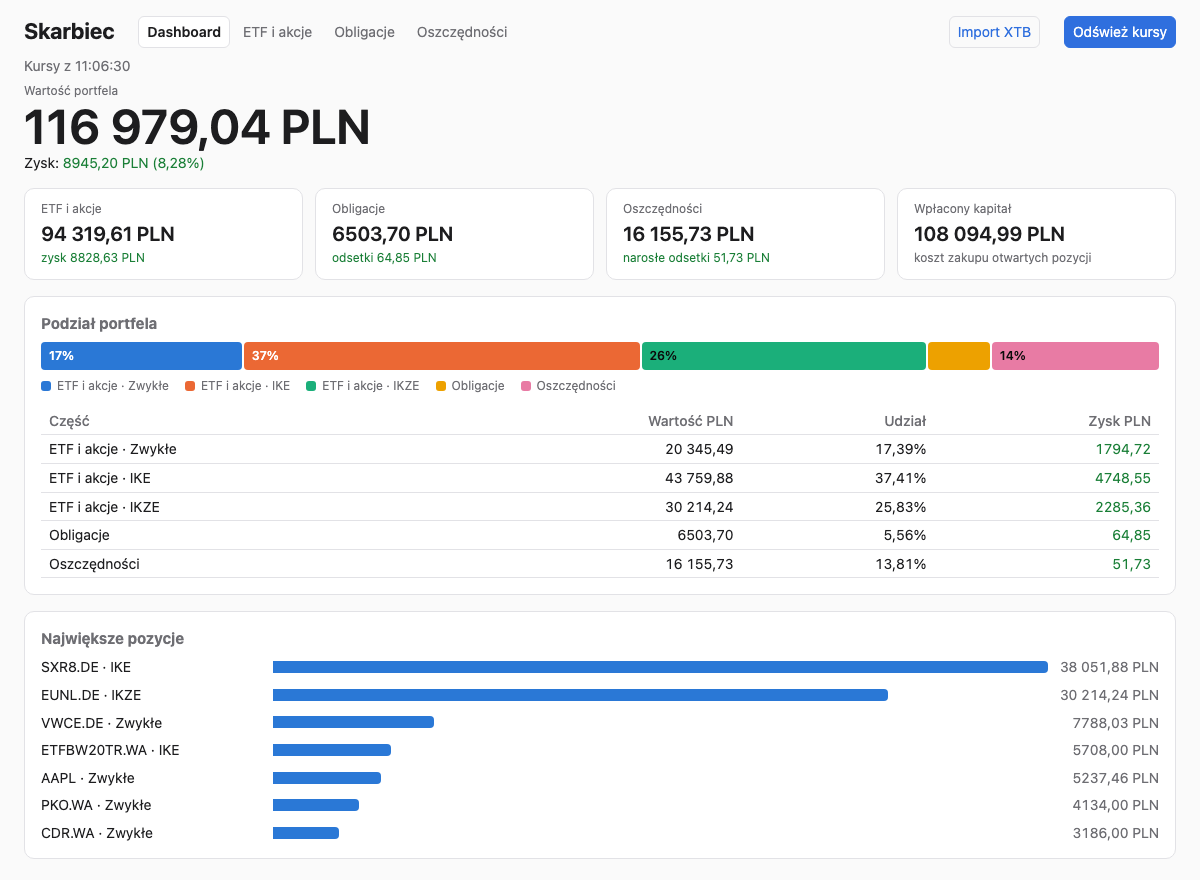 Skarbiec Dashboard ETF i akcje Obligacje Oszczędności Import XTB Odśwież kursy
Kursy z 11:06:30
Wartość portfela
116 979,04 PLN
Zysk: 8945,20 PLN (8,28%)
ETF i akcje
94 319,61 PLN
zysk 8828,63 PLN
Obligacje
6503,70 PLN
odsetki 64,85 PLN
Oszczędności
16 155,73 PLN
narosłe odsetki 51,73 PLN
Wpłacony kapitał
108 094,99 PLN
koszt zakupu otwartych pozycji
Podział portfela
17% 37% 26% 14%
ETF i akcje · Zwykłe ETF i akcje · IKE ETF i akcje · IKZE Obligacje Oszczędności
Część Wartość PLN Udział Zysk PLN
ETF i akcje · Zwykłe 20 345,49 17,39% 1794,72
ETF i akcje · IKE 43 759,88 37,41% 4748,55
ETF i akcje · IKZE 30 214,24 25,83% 2285,36
Obligacje 6503,70 5,56% 64,85
Oszczędności 16 155,73 13,81% 51,73
Największe pozycje
SXR8.DE · IKE 38 051,88 PLN
EUNL.DE · IKZE 30 214,24 PLN
VWCE.DE · Zwykłe 7788,03 PLN
ETFBW20TR.WA · IKE 5708,00 PLN
AAPL · Zwykłe 5237,46 PLN
PKO.WA · Zwykłe 4134,00 PLN
CDR.WA · Zwykłe 3186,00 PLN